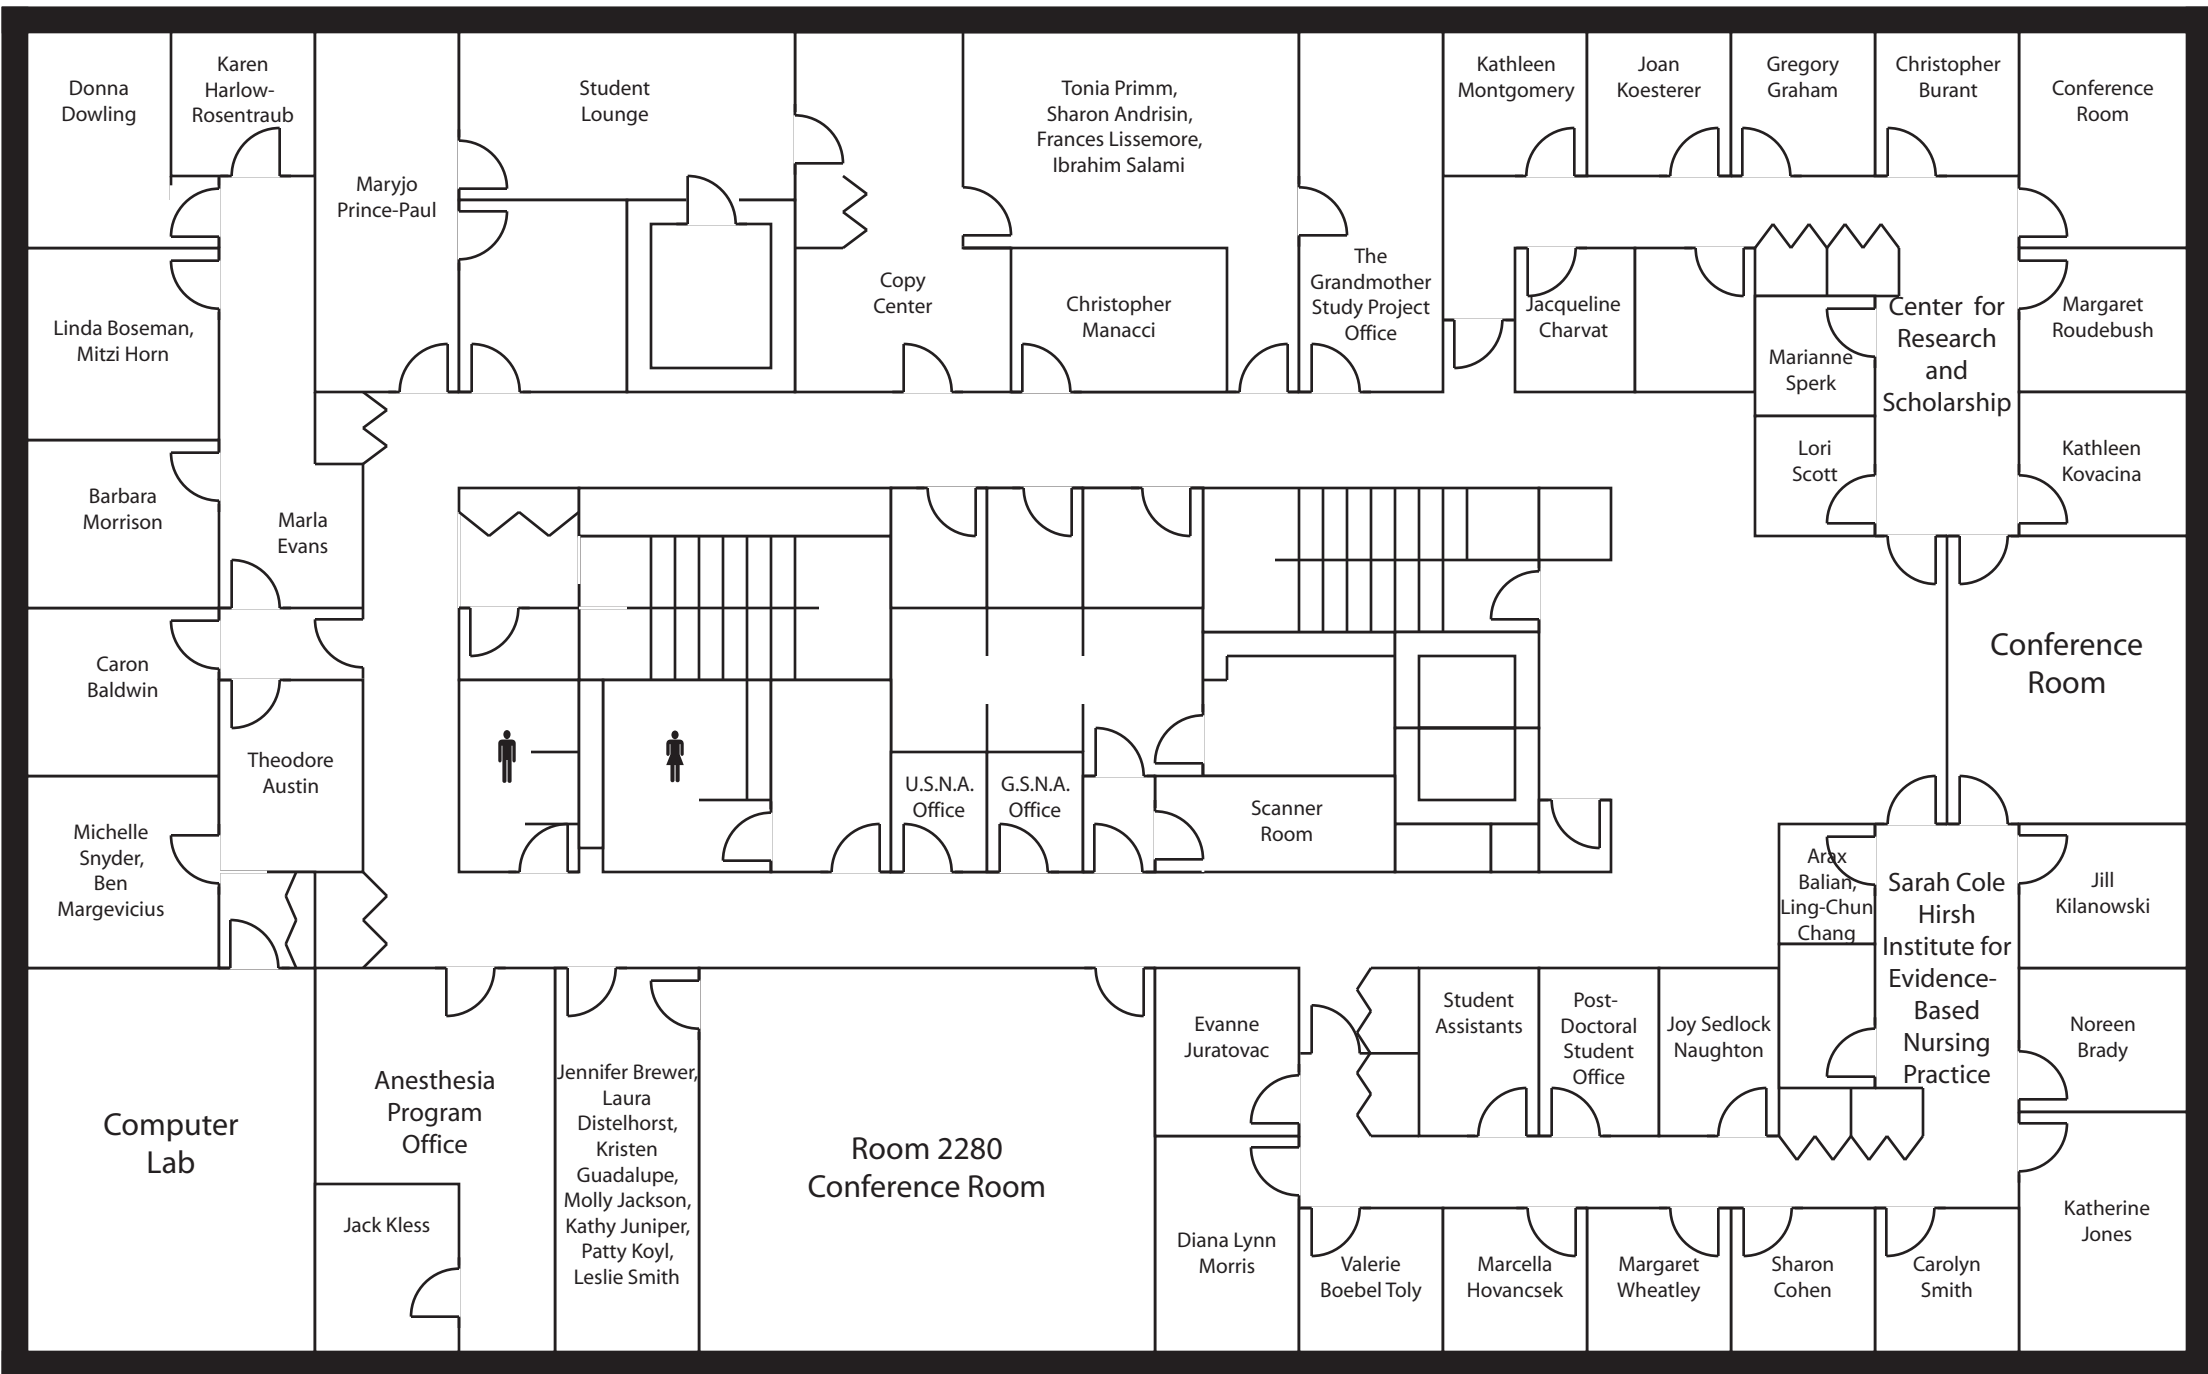 Donna
Dowling
Karen
Harlow-
Rosentraub
Maryjo
Prince-Paul
Student
Lounge
Copy
Center
Tonia Primm,
Sharon Andrisin,
Frances Lissemore,
Ibrahim Salami
Christopher
Manacci
The
Grandmother
Study Project
Office
Kathleen
Montgomery
Joan
Koesterer
Gregory
Graham
Christopher
Burant
Conference
Room
Jacqueline
Charvat
Center for
Research
and
Scholarship
Margaret
Roudebush
Marianne
Sperk
Lori
Scott
Kathleen
Kovacina
Linda Boseman,
Mitzi Horn
Barbara
Morrison
Marla
Evans
Caron
Baldwin
Theodore
Austin
Michelle
Snyder,
Ben
Margevicius
U.S.N.A.
Office
G.S.N.A.
Office
Scanner
Room
Conference
Room
Arax
Balian,
Ling-Chun
Chang
Sarah Cole
Hirsh
Institute for
Evidence-
Based
Nursing
Practice
Jill
Kilanowski
Noreen
Brady
Katherine
Jones
Computer
Lab
Anesthesia
Program
Office
Jack Kless
Jennifer Brewer,
Laura
Distelhorst,
Kristen
Guadalupe,
Molly Jackson,
Kathy Juniper,
Patty Koyl,
Leslie Smith
Room 2280
Conference Room
Evanne
Juratovac
Diana Lynn
Morris
Student
Assistants
Post-
Doctoral
Student
Office
Joy Sedlock
Naughton
Valerie
Boebel Toly
Marcella
Hovancsek
Margaret
Wheatley
Sharon
Cohen
Carolyn
Smith